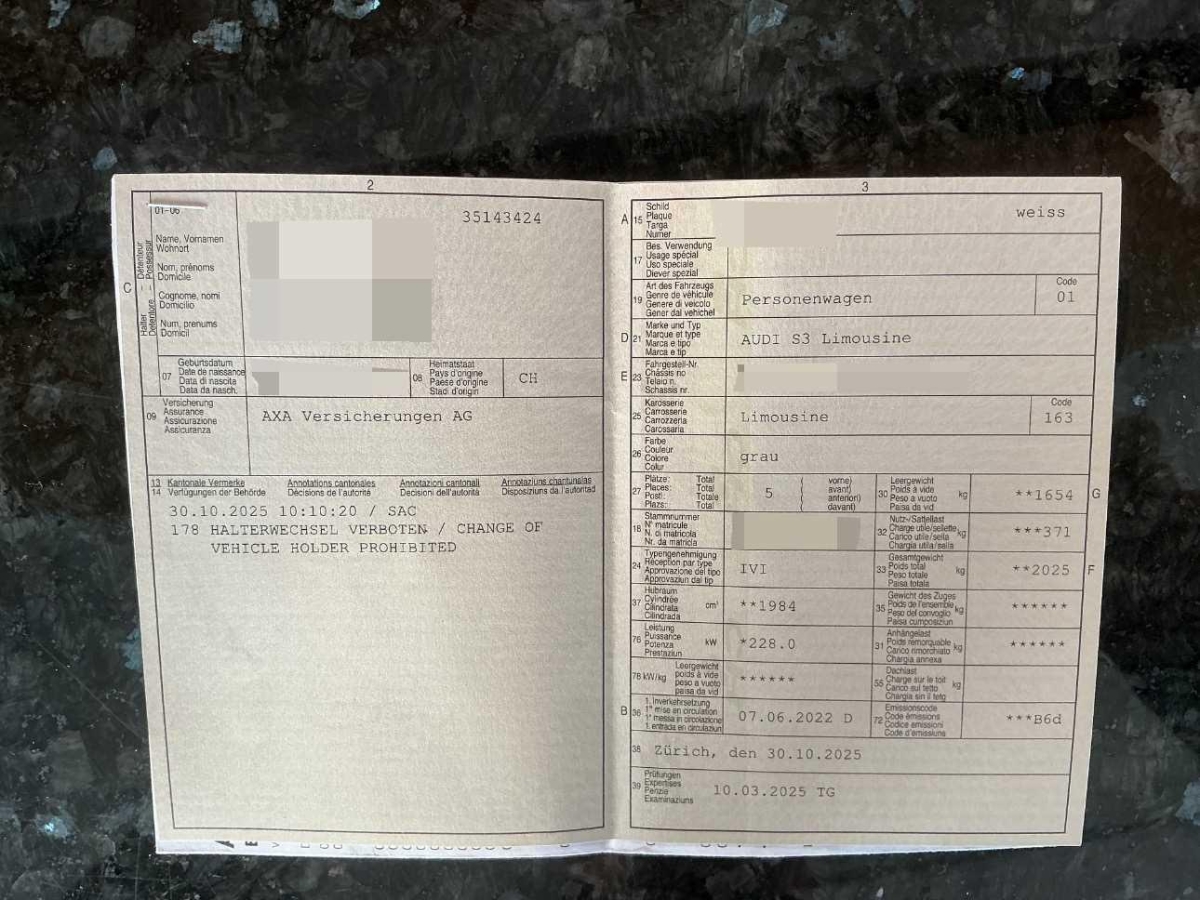 2
01-06
35143424
C
Halter – Détenteur
Detentore – Possessur
Name, Vornamen
Wohnort
Nom, prénoms
Domicile
Cognome, nomi
Domicilio
Num, prenums
Domicil
07
Geburtsdatum
Date de naissance
Data di nascita
Data da nasch.
08
Heimatstaat
Pays d'origine
Paese d'origine
Stadi d'origin
CH
09
Versicherung
Assurance
Assicurazione
Assicuranza
AXA Versicherungen AG
13 Kantonale Vermerke Annotations cantonales Annotazioni cantonali Annotaziuns chantunalas
14 Verfügungen der Behörde Décisions de l'autorité Decisioni dell'autorità Disposiziuns da l'autoritad
30.10.2025 10:10:20 / SAC
178 HALTERWECHSEL VERBOTEN / CHANGE OF
VEHICLE HOLDER PROHIBITED
3
A 15
Schild
Plaque
Targa
Numer
weiss
17
Bes. Verwendung
Usage spécial
Uso speciale
Diever spezial
19
Art des Fahrzeugs
Genre de véhicule
Genere di veicolo
Gener dal vehichel
Personenwagen
Code
01
D 21
Marke und Typ
Marque et type
Marca e tipo
Marca e tip
AUDI S3 Limousine
E 23
Fahrgestell-Nr.
Châssis no
Telaio n.
Schassis nr.
25
Karosserie
Carrosserie
Carrozzeria
Carossaria
Limousine
Code
163
26
Farbe
Couleur
Colore
Colur
grau
27
Plätze: Total
Places: Total
Posti: Totale
Plazs: Total
5
( vorne)
( avant)
( anteriori)
( davant)
30
Leergewicht
Poids à vide
Peso a vuoto
Paisa da vid
kg
**1654
G
18
Stammnummer
N° matricule
N. di matricola
Nr. da matricla
32
Nutz-/Sattellast
Charge utile/sellette
Carico utile/sella
Chargia utila/sella
kg
***371
24
Typengenehmigung
Réception par type
Approvazione del tipo
Approvaziun dal tip
IVI
33
Gesamtgewicht
Poids total
Peso totale
Paisa totala
kg
**2025
F
37
Hubraum
Cylindrée
Cilindrata
Cilindrada
cm³
**1984
35
Gewicht des Zuges
Poids de l'ensemble
Peso del convoglio
Paisa cumposiziun
kg
******
76
Leistung
Puissance
Potenza
Prestaziun
kW
*228.0
31
Anhängelast
Poids remorquable
Carico rimorchiato
Chargia annexa
kg
******
78 kW/kg
Leergewicht
poids à vide
peso a vuoto
paisa da vid
******
55
Dachlast
Charge sur le toit
Carico sul tetto
Chargia sin il tetg
kg
B 36
1. Inverkehrsetzung
1re mise en circulation
1a messa in circolazione
1. entrada en circulaziun
07.06.2022 D
72
Emissionscode
Code émissions
Codice emissioni
Code d'emissiuns
***B6d
38
Zürich, den 30.10.2025
39
Prüfungen
Expertises
Perizie
Examinaziuns
10.03.2025 TG